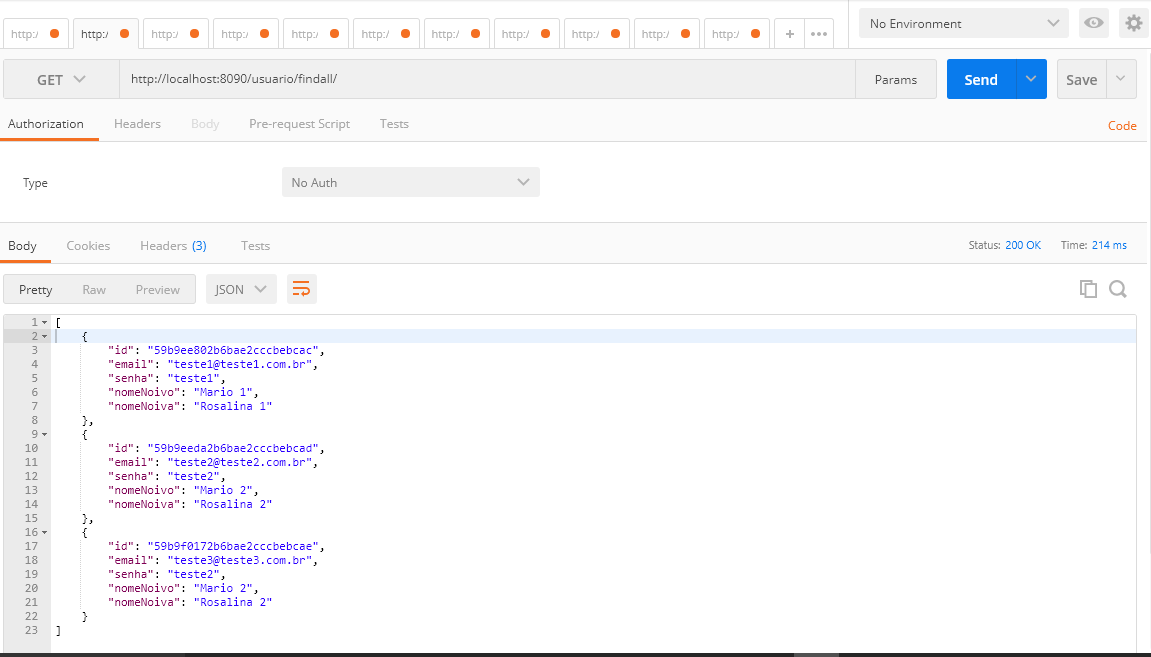 http:/ http:/ http:/ http:/ http:/ http:/ http:/ http:/ http:/ http:/ http:/ + ••• No Environment
GET http://localhost:8090/usuario/findall/ Params Send Save
Authorization Headers Body Pre-request Script Tests Code
Type No Auth
Body Cookies Headers (3) Tests Status: 200 OK Time: 214 ms
Pretty Raw Preview JSON
1 [
2 {
3 "id": "59b9ee802b6bae2cccbebcac",
4 "email": "teste1@teste1.com.br",
5 "senha": "teste1",
6 "nomeNoivo": "Mario 1",
7 "nomeNoiva": "Rosalina 1"
8 },
9 {
10 "id": "59b9eeda2b6bae2cccbebcad",
11 "email": "teste2@teste2.com.br",
12 "senha": "teste2",
13 "nomeNoivo": "Mario 2",
14 "nomeNoiva": "Rosalina 2"
15 },
16 {
17 "id": "59b9f0172b6bae2cccbebcae",
18 "email": "teste3@teste3.com.br",
19 "senha": "teste2",
20 "nomeNoivo": "Mario 2",
21 "nomeNoiva": "Rosalina 2"
22 }
23 ]